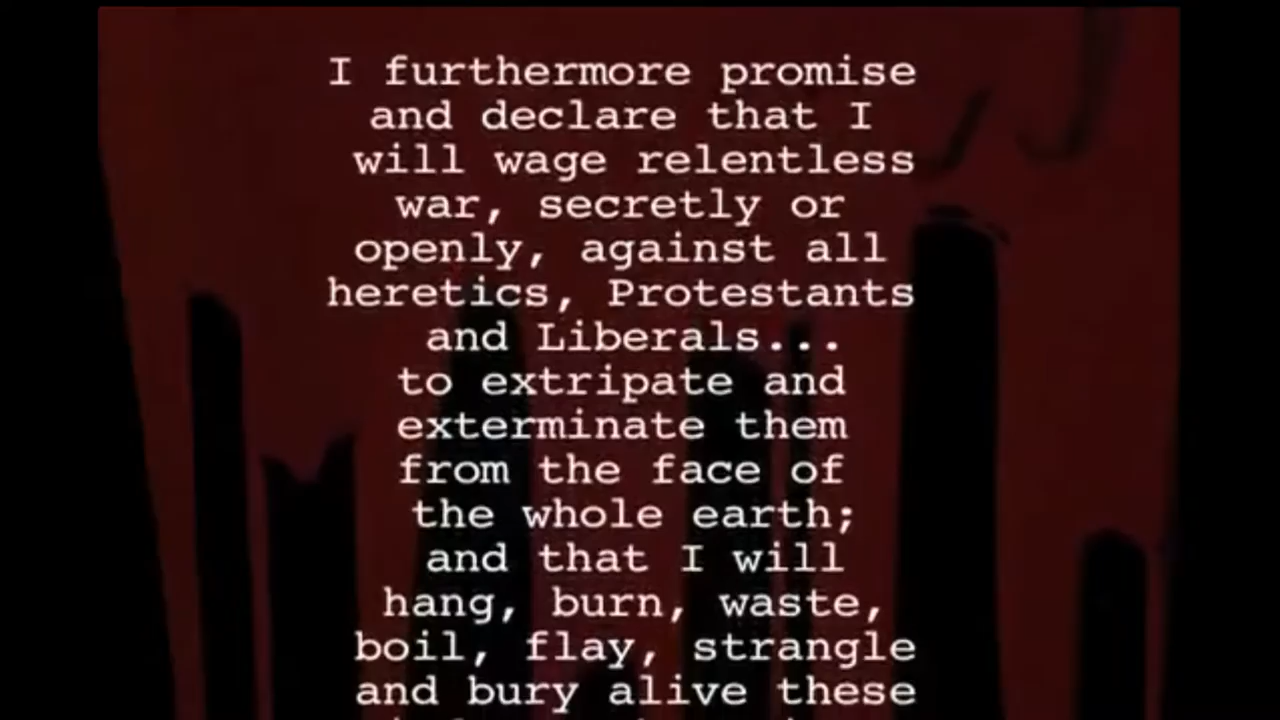 I furthermore promise
and declare that I
will wage relentless
war, secretly or
openly, against all
heretics, Protestants
and Liberals...
to extripate and
exterminate them
from the face of
the whole earth;
and that I will
hang, burn, waste,
boil, flay, strangle
and bury alive these